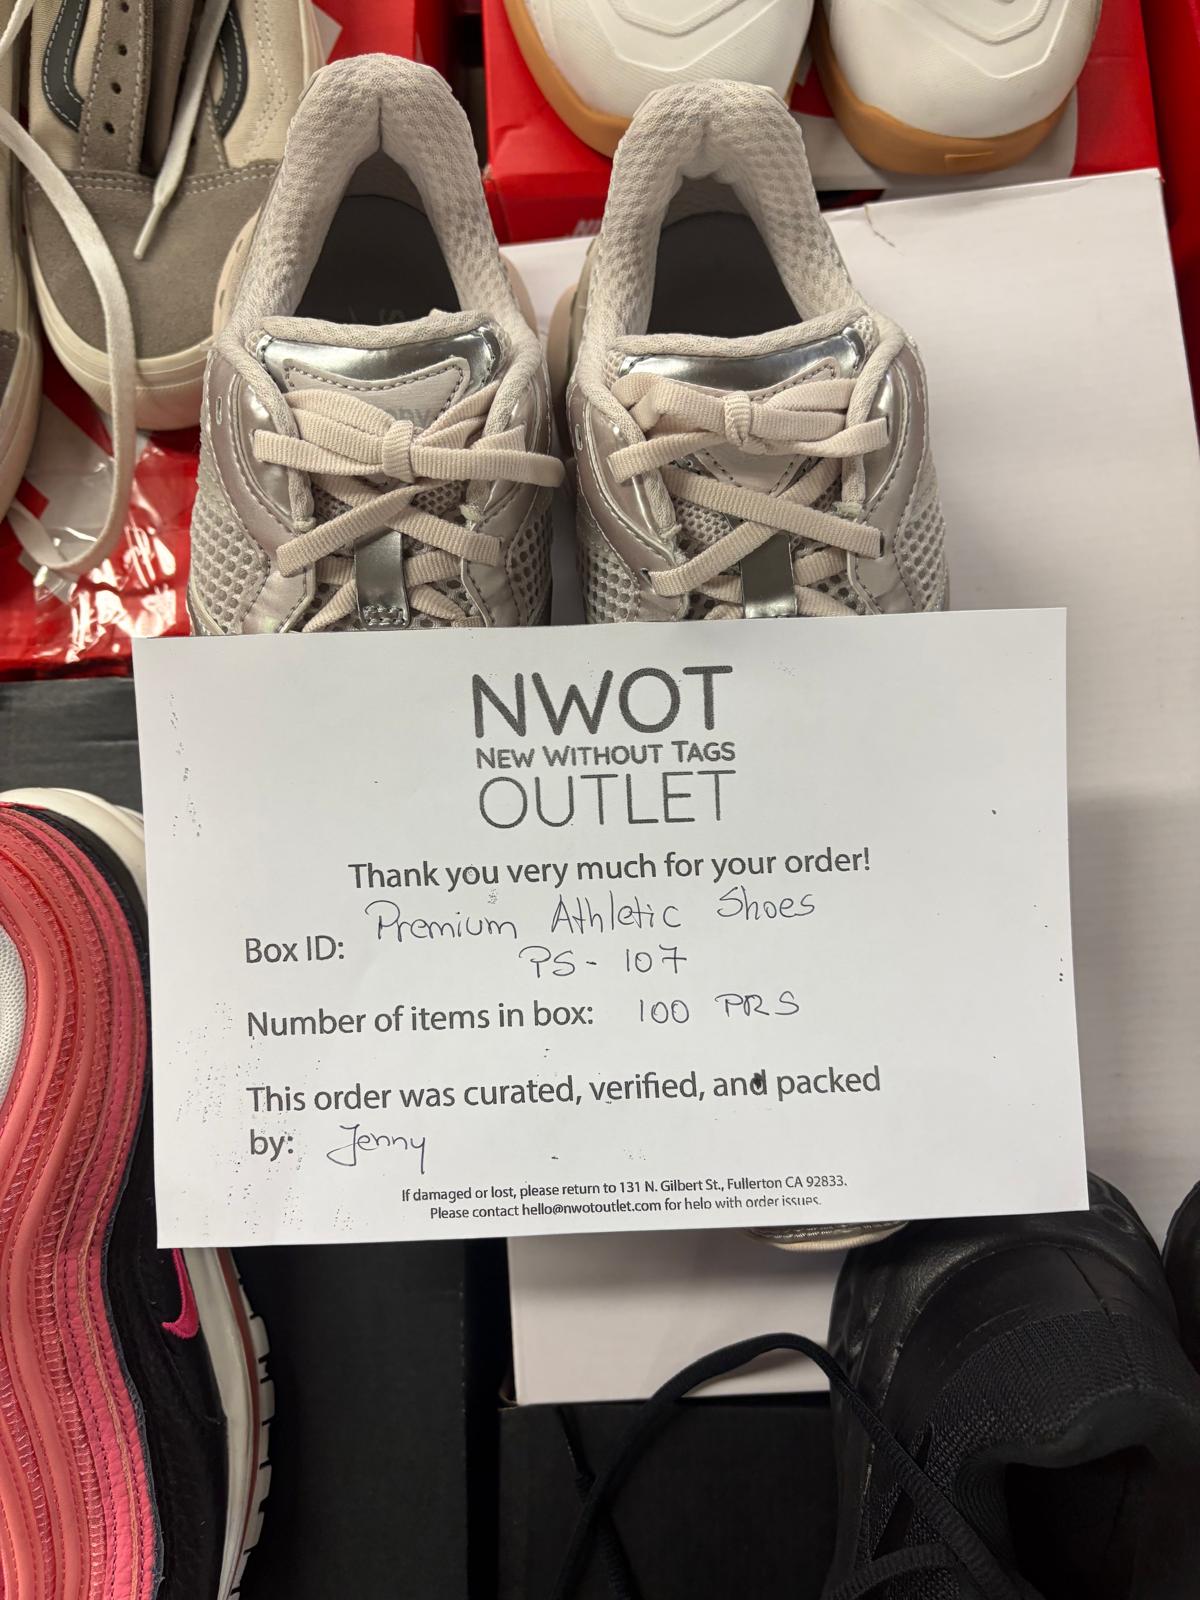 NWOT
NEW WITHOUT TAGS
OUTLET
Thank you very much for your order!
Box ID: Premium Athletic Shoes
PS- 107
Number of items in box: 100 PRS
This order was curated, verified, and packed
by: Jenny
If damaged or lost, please return to 131 N. Gilbert St., Fullerton CA 92833.
Please contact hello@nwotoutlet.com for help with order issues.